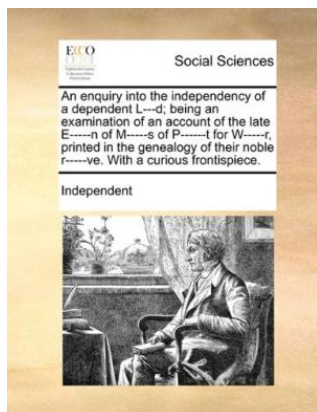 ECCO
Social Sciences
An enquiry into the independency of
a dependent L---d; being an
examination of an account of the late
E-----n of M-----s of P------t for W-----r,
printed in the genealogy of their noble
r-----ve. With a curious frontispiece.
Independent